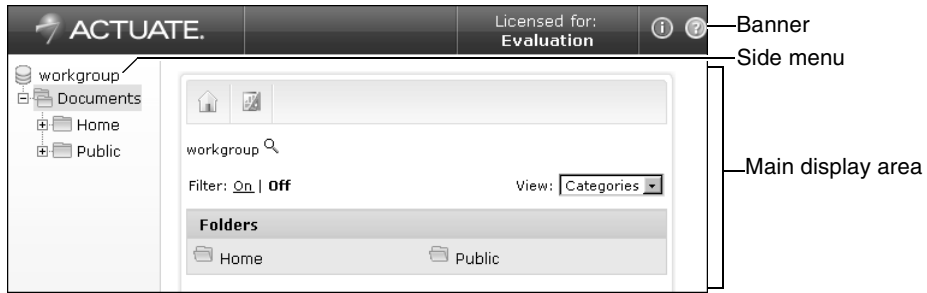 ACTUATE.
Licensed for:
Evaluation
Banner
Side menu
workgroup
Documents
Home
Public
workgroup
Filter: On | Off
View: Categories
Folders
Home
Public
Main display area